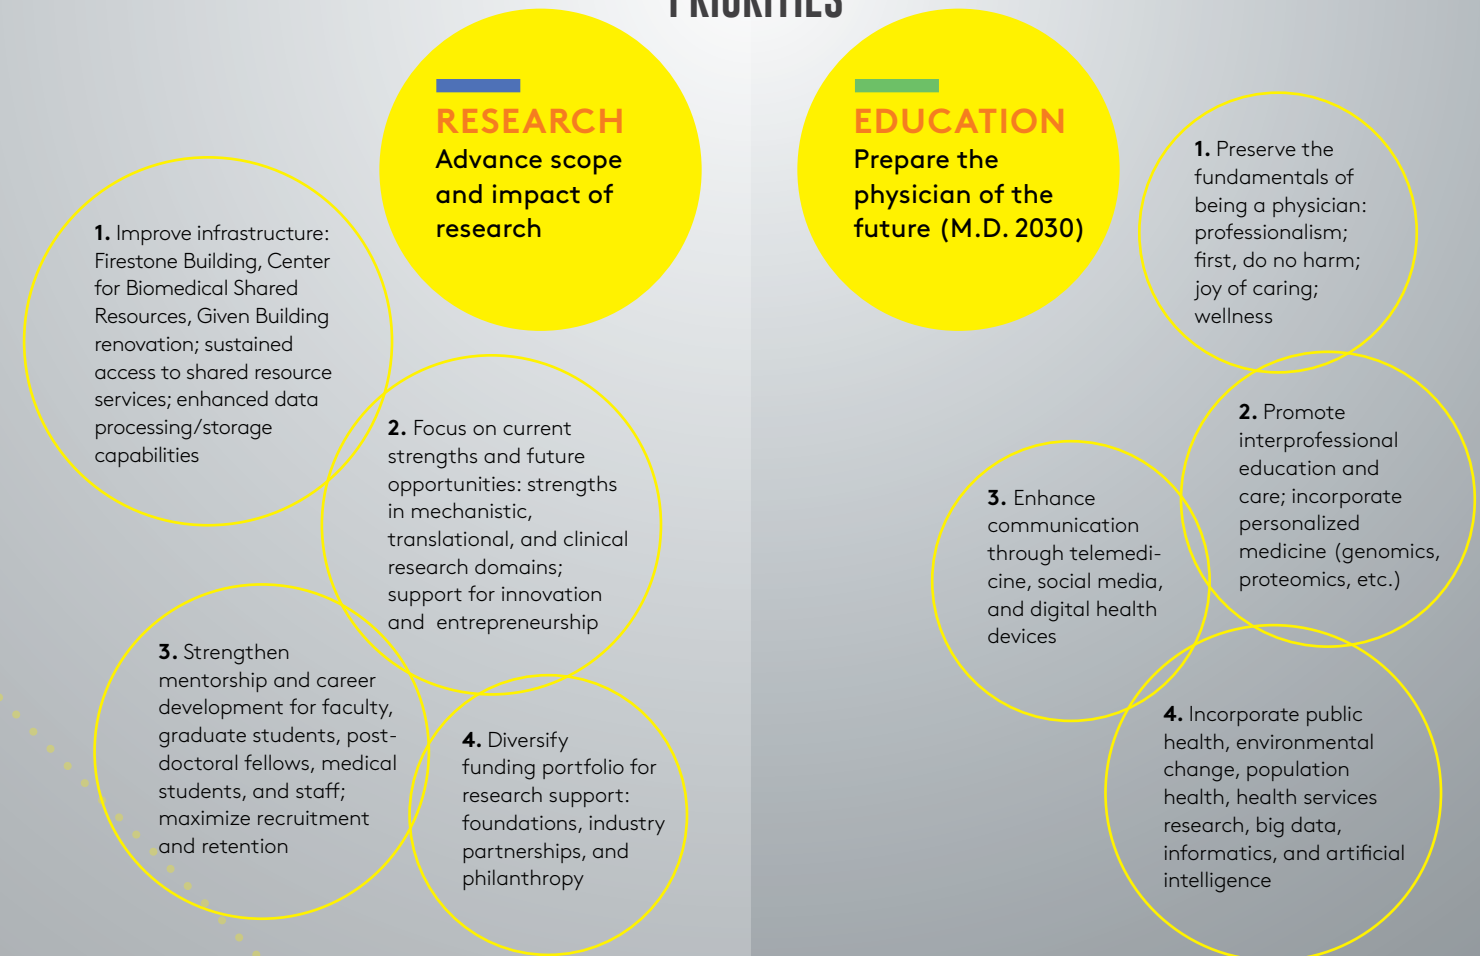 PRIORITIES
RESEARCH
Advance scope
and impact of
research
1. Improve infrastructure:
Firestone Building, Center
for Biomedical Shared
Resources, Given Building
renovation; sustained
access to shared resource
services; enhanced data
processing/storage
capabilities
2. Focus on current
strengths and future
opportunities: strengths
in mechanistic,
translational, and clinical
research domains;
support for innovation
and entrepreneurship
3. Strengthen
mentorship and career
development for faculty,
graduate students, post-
doctoral fellows, medical
students, and staff;
maximize recruitment
and retention
4. Diversify
funding portfolio for
research support:
foundations, industry
partnerships, and
philanthropy
EDUCATION
Prepare the
physician of the
future (M.D. 2030)
1. Preserve the
fundamentals of
being a physician:
professionalism;
first, do no harm;
joy of caring;
wellness
2. Promote
interprofessional
education and
care; incorporate
personalized
medicine (genomics,
proteomics, etc.)
3. Enhance
communication
through telemedi-
cine, social media,
and digital health
devices
4. Incorporate public
health, environmental
change, population
health, health services
research, big data,
informatics, and artificial
intelligence